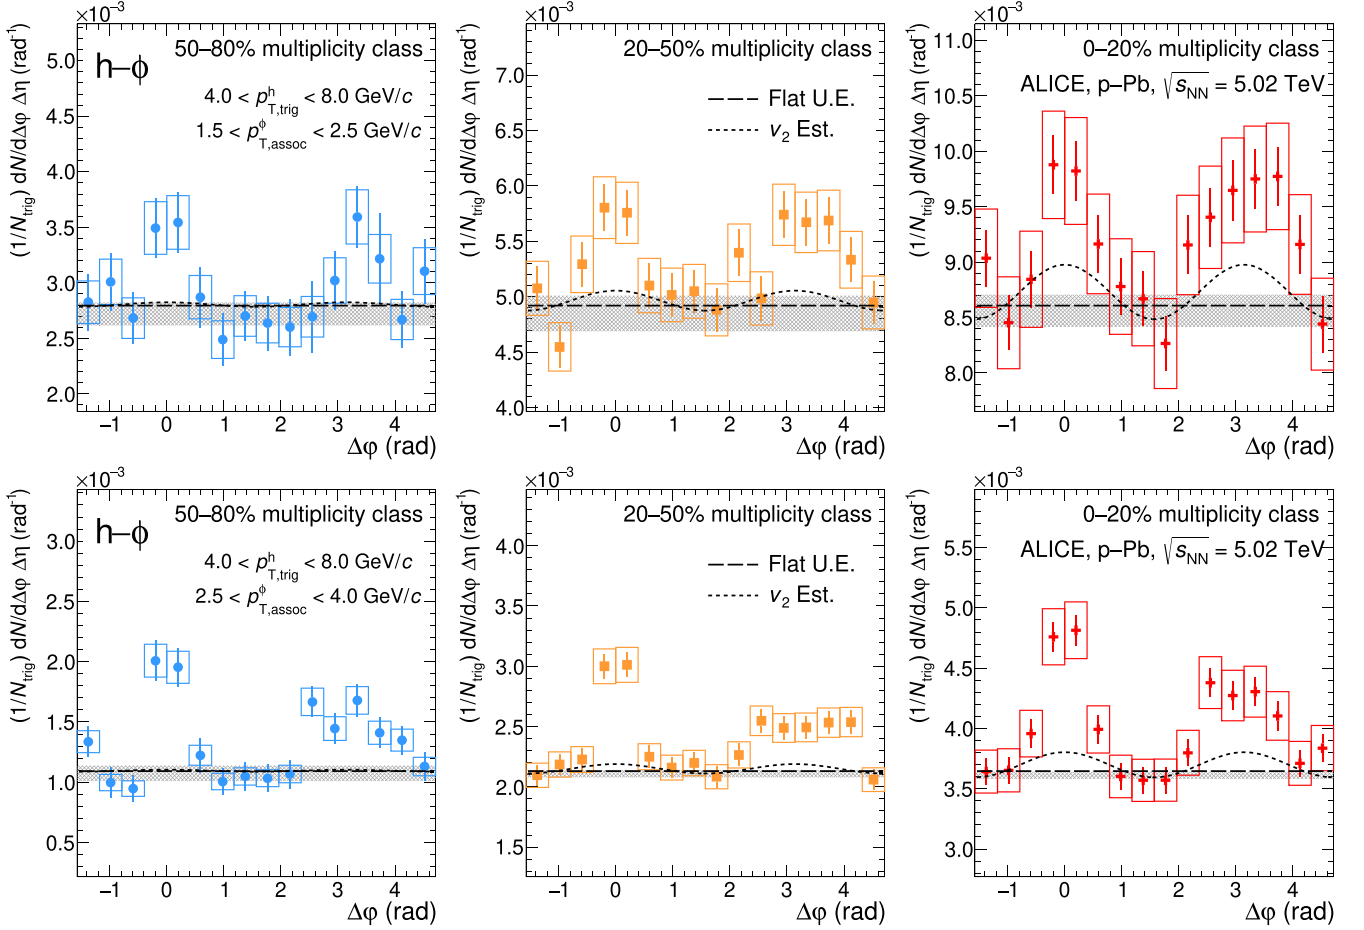 ×10⁻³
50–80% multiplicity class
h–ϕ
4.0 < p^h_T,trig < 8.0 GeV/c
1.5 < p^ϕ_T,assoc < 2.5 GeV/c
(1/N_trig) dN/dΔφ Δη (rad⁻¹)
5.0
4.5
4.0
3.5
3.0
2.5
2.0
−1 0 1 2 3 4
Δφ (rad)
×10⁻³
20–50% multiplicity class
Flat U.E.
v₂ Est.
(1/N_trig) dN/dΔφ Δη (rad⁻¹)
7.0
6.5
6.0
5.5
5.0
4.5
4.0
−1 0 1 2 3 4
Δφ (rad)
×10⁻³
0–20% multiplicity class
ALICE, p–Pb, √s_NN = 5.02 TeV
(1/N_trig) dN/dΔφ Δη (rad⁻¹)
11.0
10.5
10.0
9.5
9.0
8.5
8.0
−1 0 1 2 3 4
Δφ (rad)
×10⁻³
50–80% multiplicity class
h–ϕ
4.0 < p^h_T,trig < 8.0 GeV/c
2.5 < p^ϕ_T,assoc < 4.0 GeV/c
(1/N_trig) dN/dΔφ Δη (rad⁻¹)
3.0
2.5
2.0
1.5
1.0
0.5
−1 0 1 2 3 4
Δφ (rad)
×10⁻³
20–50% multiplicity class
Flat U.E.
v₂ Est.
(1/N_trig) dN/dΔφ Δη (rad⁻¹)
4.0
3.5
3.0
2.5
2.0
1.5
−1 0 1 2 3 4
Δφ (rad)
×10⁻³
0–20% multiplicity class
ALICE, p–Pb, √s_NN = 5.02 TeV
(1/N_trig) dN/dΔφ Δη (rad⁻¹)
5.5
5.0
4.5
4.0
3.5
3.0
−1 0 1 2 3 4
Δφ (rad)